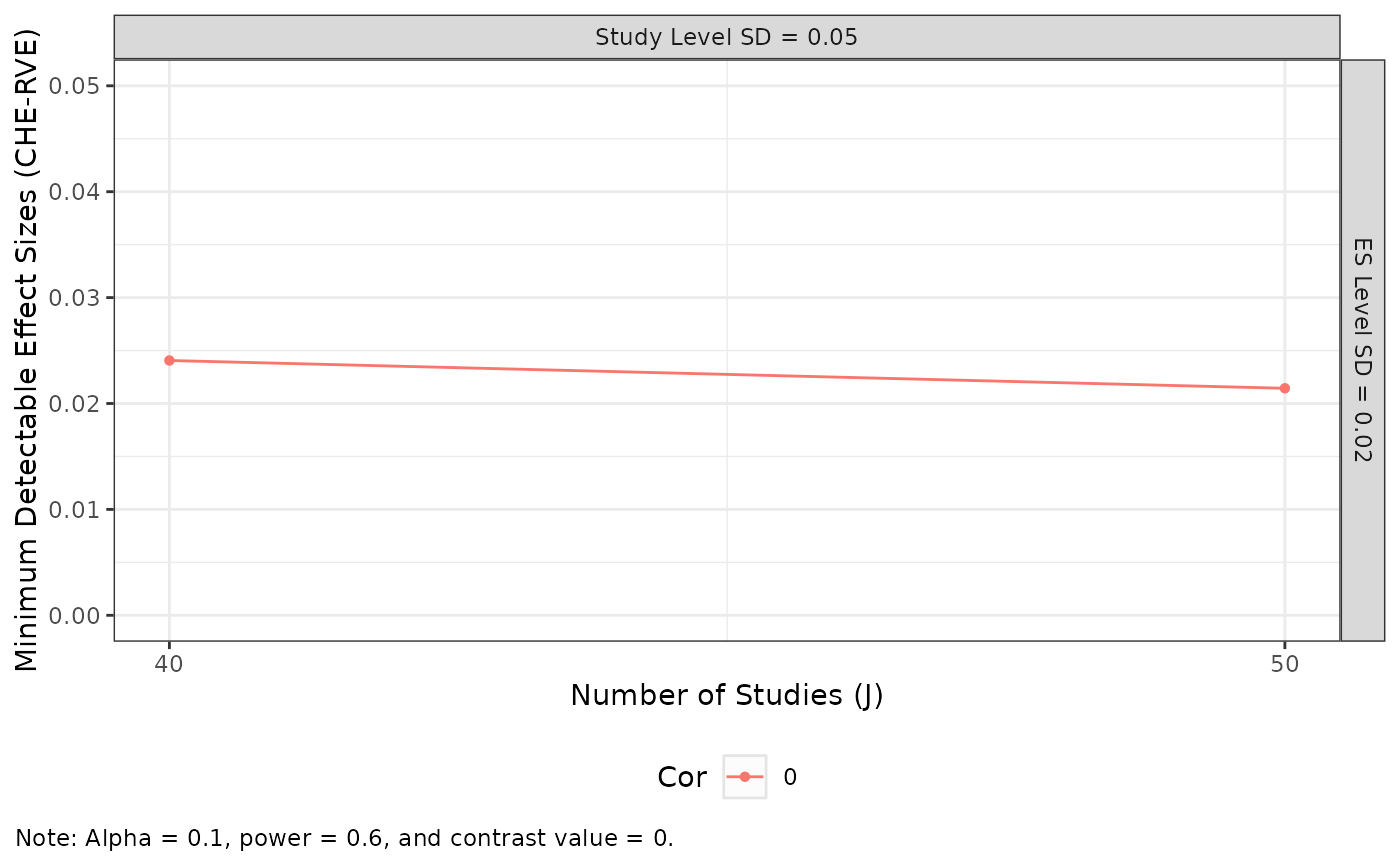 Study Level SD = 0.05
ES Level SD = 0.02
Minimum Detectable Effect Sizes (CHE-RVE)
0.05
0.04
0.03
0.02
0.01
0.00
40 50
Number of Studies (J)
Cor 0
Note: Alpha = 0.1, power = 0.6, and contrast value = 0.